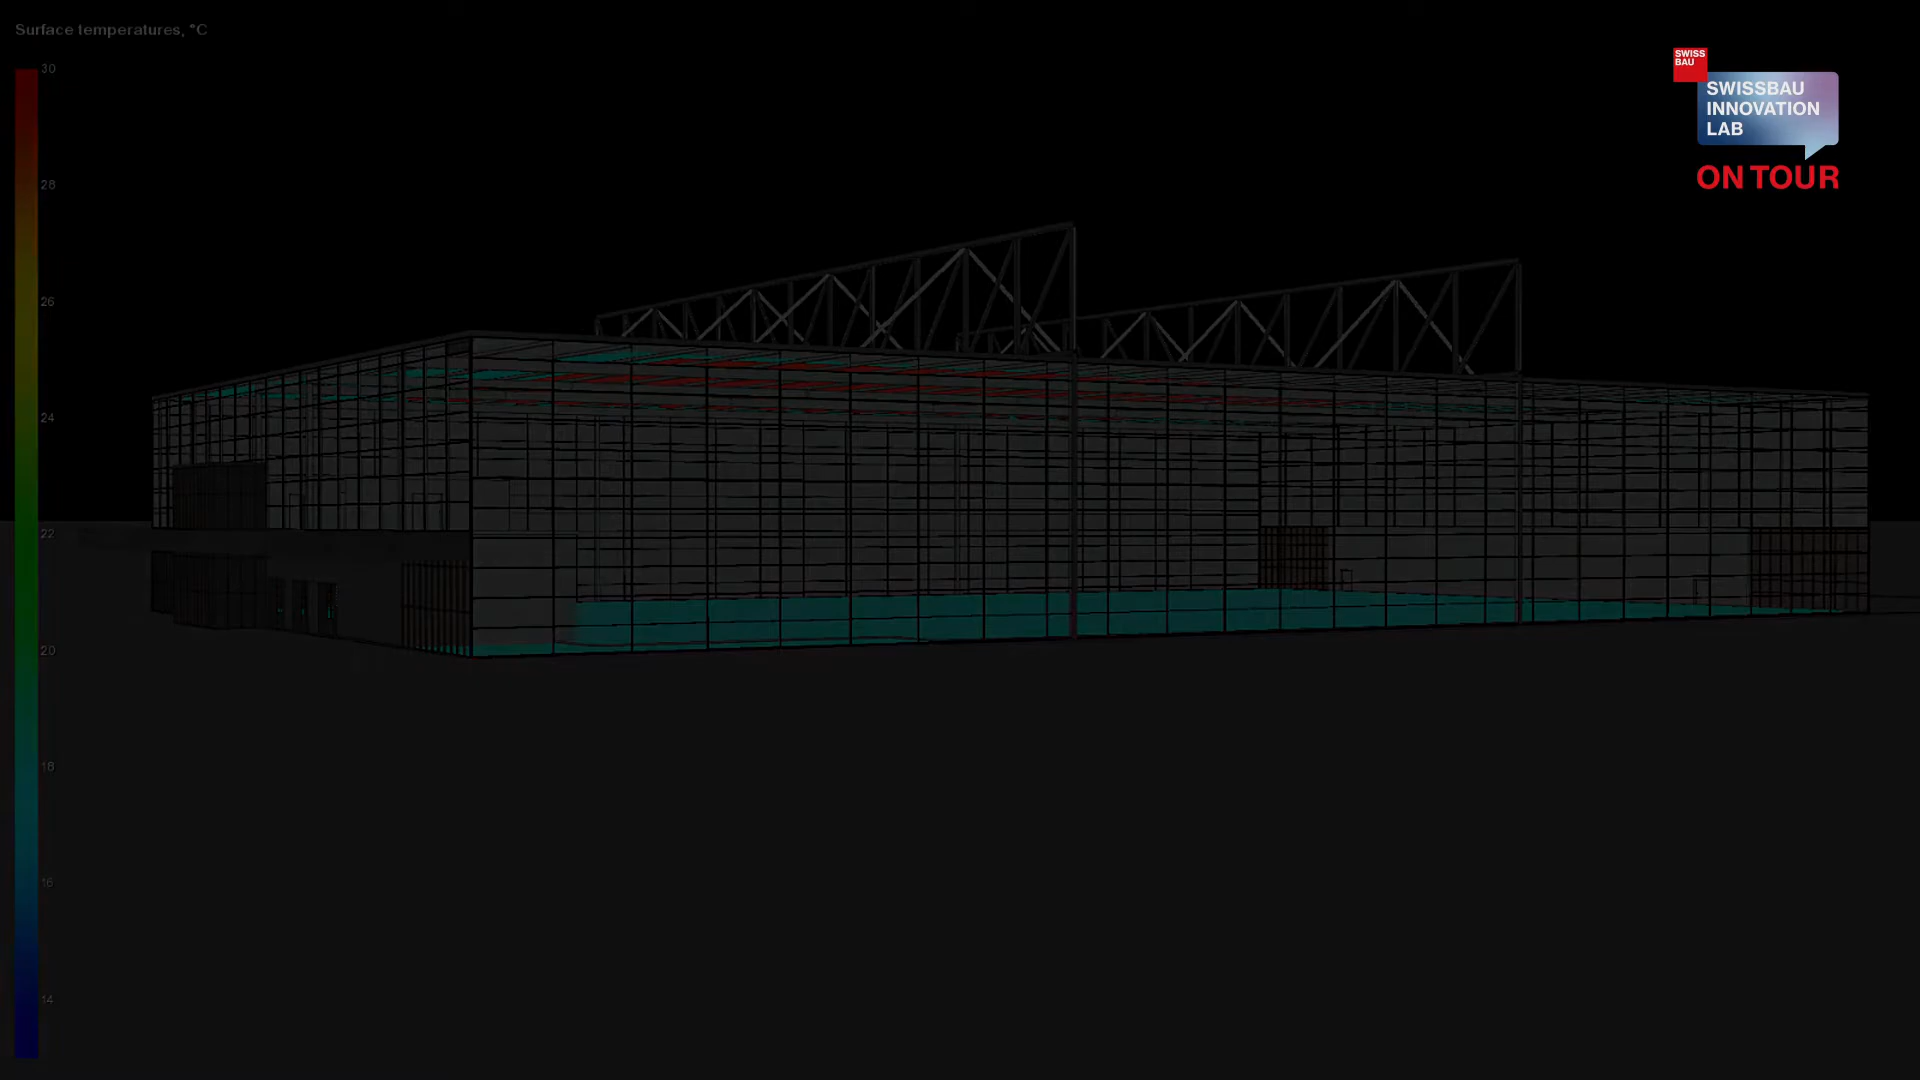 Surface temperatures, °C
30
28
26
24
22
20
18
16
14
SWISS
BAU
SWISSBAU
INNOVATION
LAB
ON TOUR